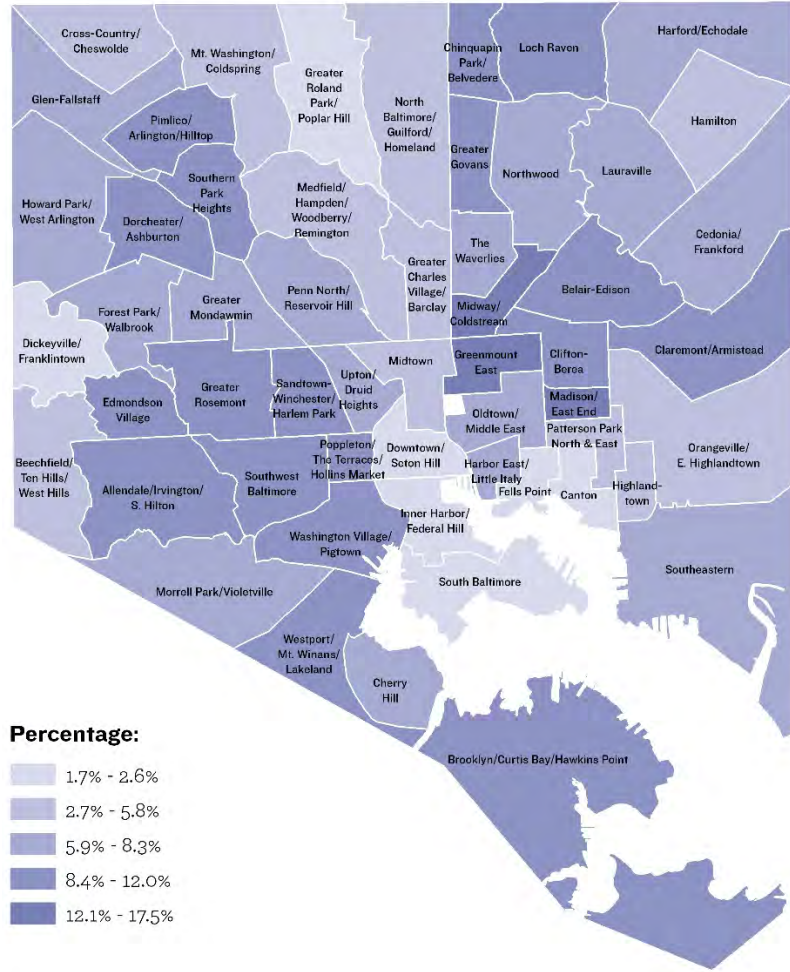 Cross-Country/
Cheswolde
Mt. Washington/
Coldspring
Greater
Roland
Park/
Poplar Hill
North
Baltimore/
Guilford/
Homeland
Chinquapin
Park/
Belvedere
Loch Raven
Harford/Echodale
Glen-Fallstaff
Pimlico/
Arlington/Hilltop
Hamilton
Greater
Govans
Northwood
Lauraville
Southern
Park
Heights
Howard Park/
West Arlington
Dorchester/
Ashburton
Medfield/
Hampden/
Woodberry/
Remington
Cedonia/
Frankford
The
Waverlies
Greater
Charles
Village/
Barclay
Penn North/
Reservoir Hill
Belair-Edison
Forest Park/
Walbrook
Greater
Mondawmin
Midway/
Coldstream
Dickeyville/
Franklintown
Midtown
Greenmount
East
Clifton-
Berea
Claremont/Armistead
Edmondson
Village
Greater
Rosemont
Sandtown-
Winchester/
Harlem Park
Upton/
Druid
Heights
Oldtown/
Middle East
Madison/
East End
Patterson Park
North & East
Orangeville/
E. Highlandtown
Beechfield/
Ten Hills/
West Hills
Allendale/Irvington/
S. Hilton
Southwest
Baltimore
Poppleton/
The Terraces/
Hollins Market
Downtown/
Seton Hill
Harbor East/
Little Italy
Fells Point
Canton
Highland-
town
Inner Harbor/
Federal Hill
Washington Village/
Pigtown
Southeastern
South Baltimore
Morrell Park/Violetville
Westport/
Mt. Winans/
Lakeland
Cherry
Hill
Brooklyn/Curtis Bay/Hawkins Point
Percentage:
1.7% - 2.6%
2.7% - 5.8%
5.9% - 8.3%
8.4% - 12.0%
12.1% - 17.5%